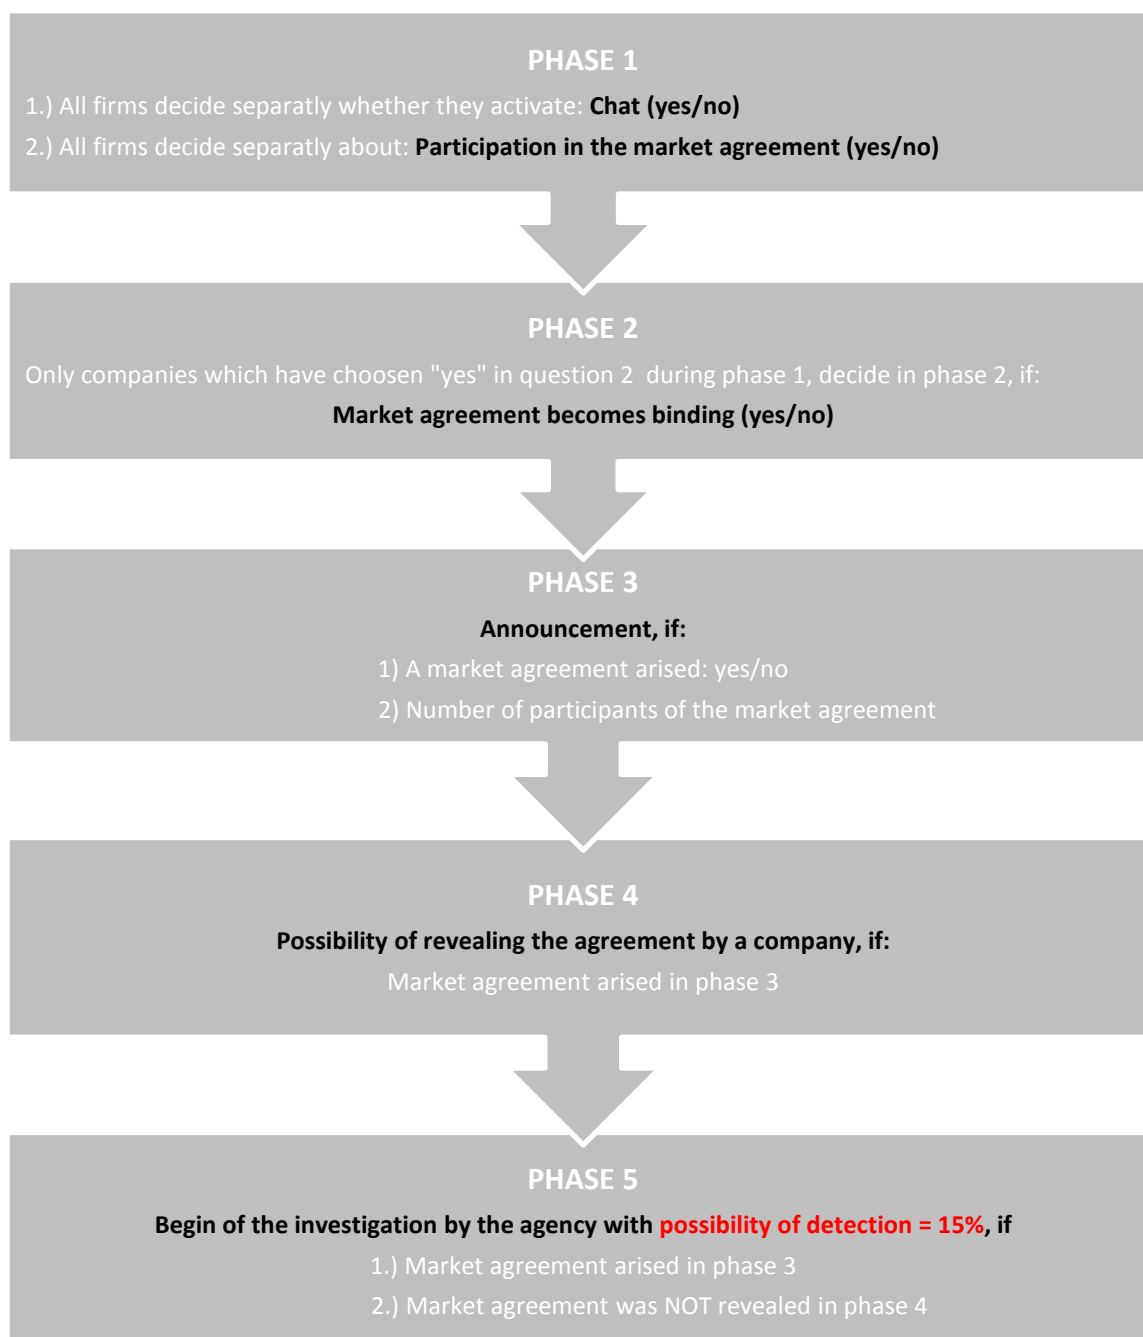 PHASE 1
1.) All firms decide separatly whether they activate: Chat (yes/no)
2.) All firms decide separatly about: Participation in the market agreement (yes/no)
PHASE 2
Only companies which have choosen "yes" in question 2  during phase 1, decide in phase 2, if:
Market agreement becomes binding (yes/no)
PHASE 3
Announcement, if:
1) A market agreement arised: yes/no
2) Number of participants of the market agreement
PHASE 4
Possibility of revealing the agreement by a company, if:
Market agreement arised in phase 3
PHASE 5
Begin of the investigation by the agency with possibility of detection = 15%, if
1.) Market agreement arised in phase 3
2.) Market agreement was NOT revealed in phase 4